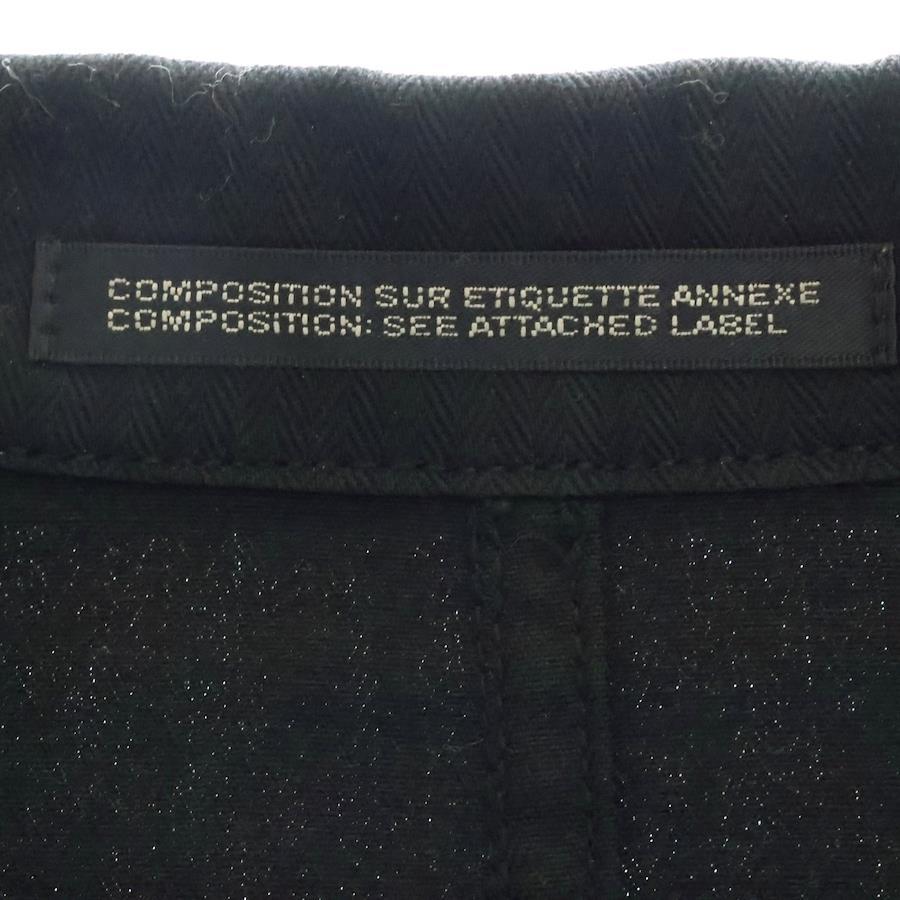 COMPOSITION SUR ETIQUETTE ANNEXE
COMPOSITION: SEE ATTACHED LABEL